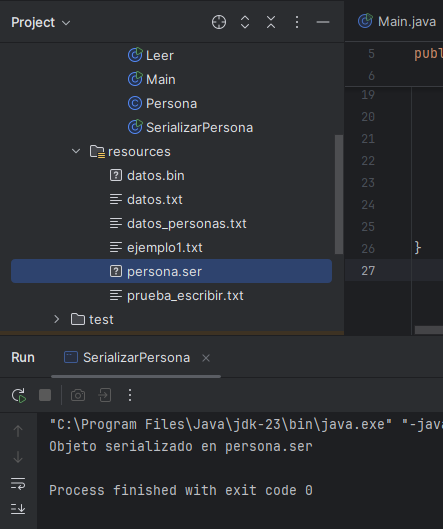 Project
Main.java
Leer
Main
Persona
SerializarPersona
resources
datos.bin
datos.txt
datos_personas.txt
ejemplo1.txt
persona.ser
prueba_escribir.txt
test
5 publ
6
19
20
21
22
23
24
25
26 }
27
Run SerializarPersona
"C:\Program Files\Java\jdk-23\bin\java.exe" "-java
Objeto serializado en persona.ser
Process finished with exit code 0